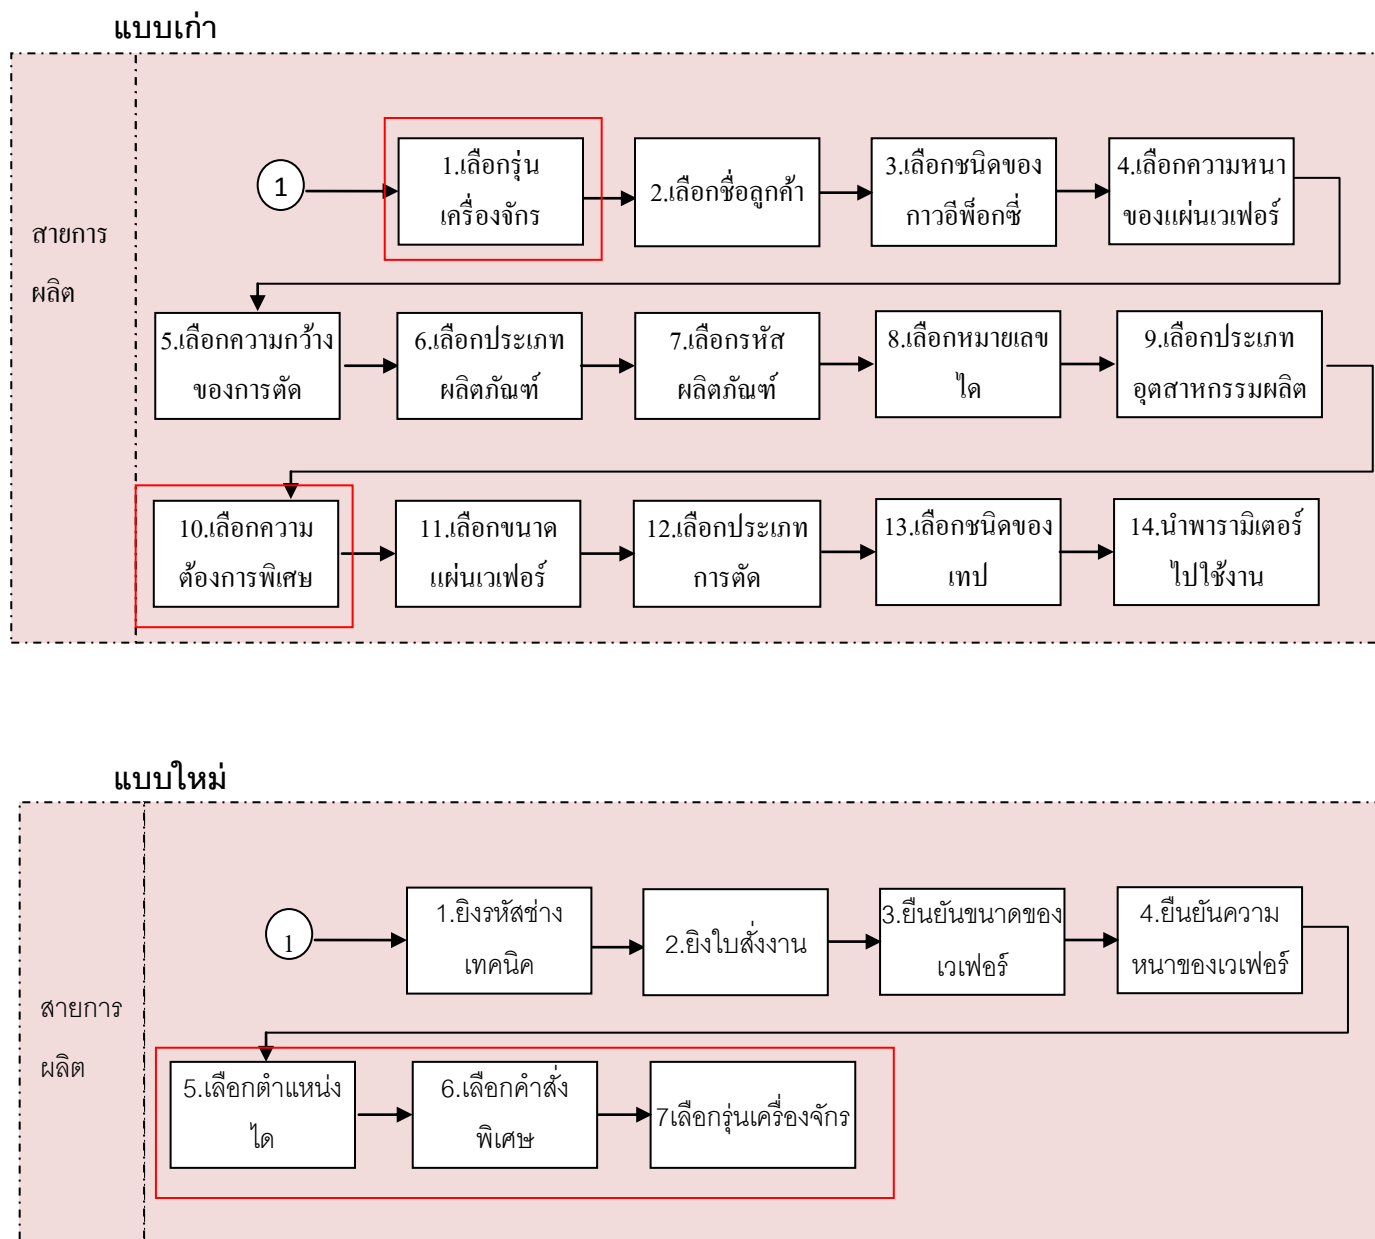 แบบเก่า
สายการ
ผลิต
1
1.เลือกรุ่น
เครื่องจักร
2.เลือกชื่อลูกค้า
3.เลือกชนิดของ
กาวอีพ็อกซี่
4.เลือกความหนา
ของแผ่นเวเฟอร์
5.เลือกความกว้าง
ของการตัด
6.เลือกประเภท
ผลิตภัณฑ์
7.เลือกรหัส
ผลิตภัณฑ์
8.เลือกหมายเลข
ได
9.เลือกประเภท
อุตสาหกรรมผลิต
10.เลือกความ
ต้องการพิเศษ
11.เลือกขนาด
แผ่นเวเฟอร์
12.เลือกประเภท
การตัด
13.เลือกชนิดของ
เทป
14.นำพารามิเตอร์
ไปใช้งาน
แบบใหม่
สายการ
ผลิต
1
1.ยิงรหัสช่าง
เทคนิค
2.ยิงใบสั่งงาน
3.ยืนยันขนาดของ
เวเฟอร์
4.ยืนยันความ
หนาของเวเฟอร์
5.เลือกตำแหน่ง
ได
6.เลือกคำสั่ง
พิเศษ
7เลือกรุ่นเครื่องจักร